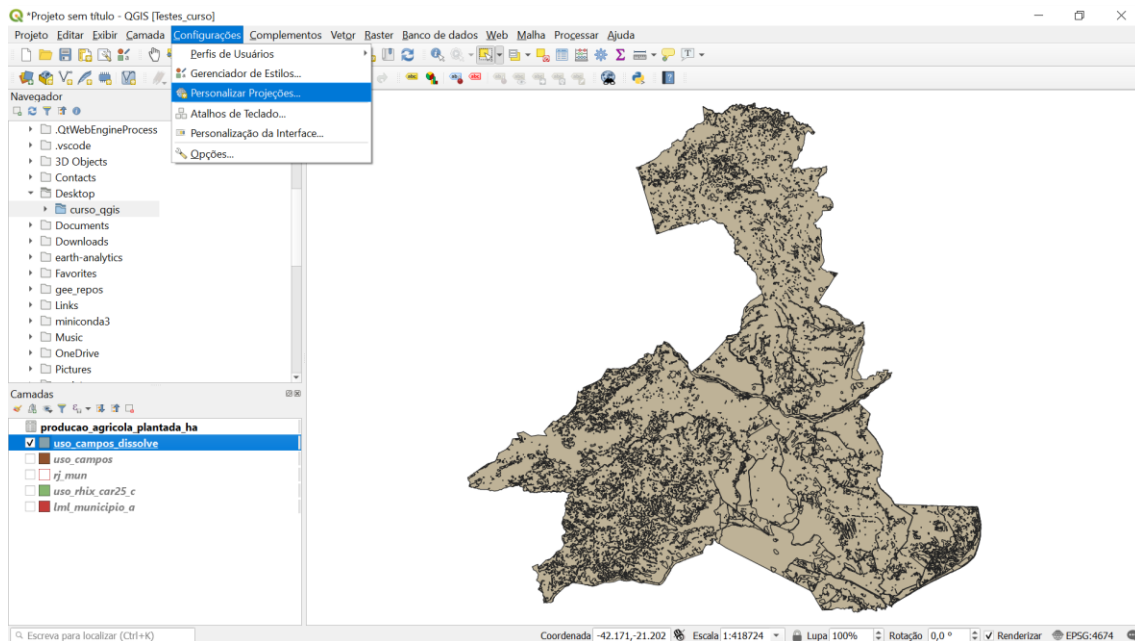 *Projeto sem título - QGIS [Testes_curso]
Projeto Editar Exibir Camada Configurações Complementos Vetor Raster Banco de dados Web Malha Processar Ajuda
Perfis de Usuários
Gerenciador de Estilos...
Personalizar Projeções...
Atalhos de Teclado...
Personalização da Interface...
Opções...
Navegador
.QtWebEngineProcess
.vscode
3D Objects
Contacts
Desktop
curso_qgis
Documents
Downloads
earth-analytics
Favorites
gee_repos
Links
miniconda3
Music
OneDrive
Pictures
Camadas
producao_agricola_plantada_ha
uso_campos_dissolve
uso_campos
rj_mun
uso_rhix_car25_c
lml_municipio_a
Escreva para localizar (Ctrl+K) Coordenada -42.171,-21.202 Escala 1:418724 Lupa 100% Rotação 0,0 ° Renderizar EPSG:4674